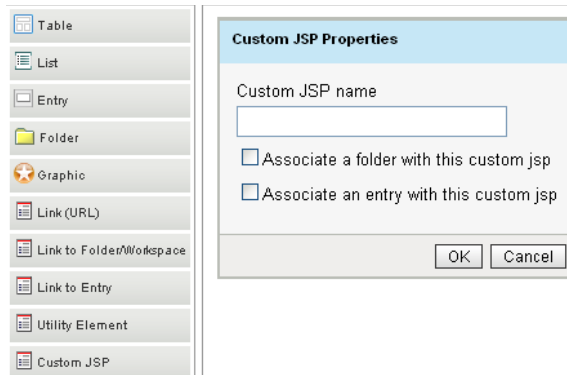 Table
List
Entry
Folder
Graphic
Link (URL)
Link to Folder/Workspace
Link to Entry
Utility Element
Custom JSP
Custom JSP Properties
Custom JSP name
Associate a folder with this custom jsp
Associate an entry with this custom jsp
OK Cancel